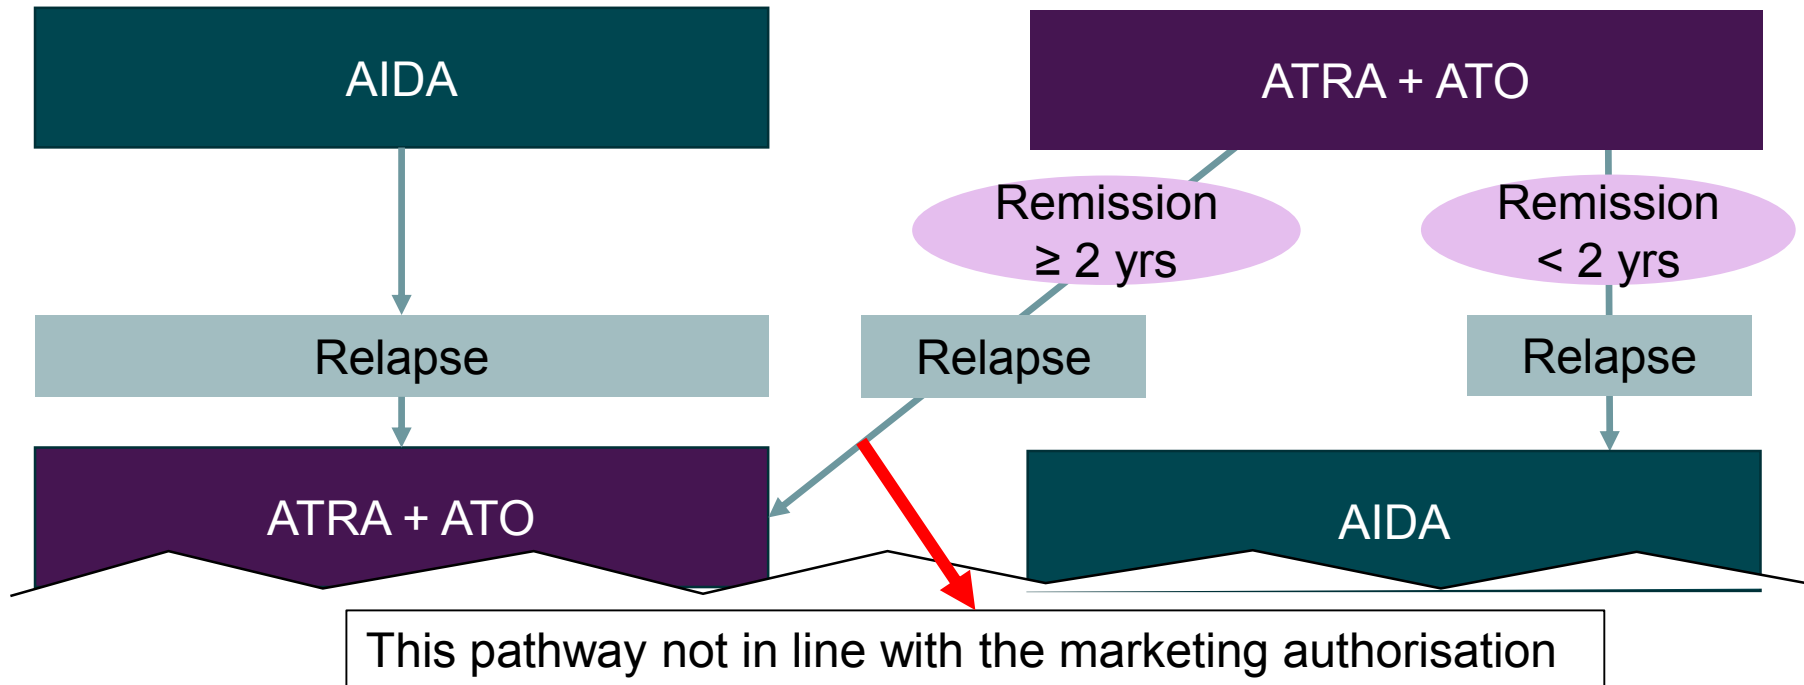 AIDA
ATRA + ATO
Remission
≥ 2 yrs
Remission
< 2 yrs
Relapse
Relapse
Relapse
ATRA + ATO
AIDA
This pathway not in line with the marketing authorisation